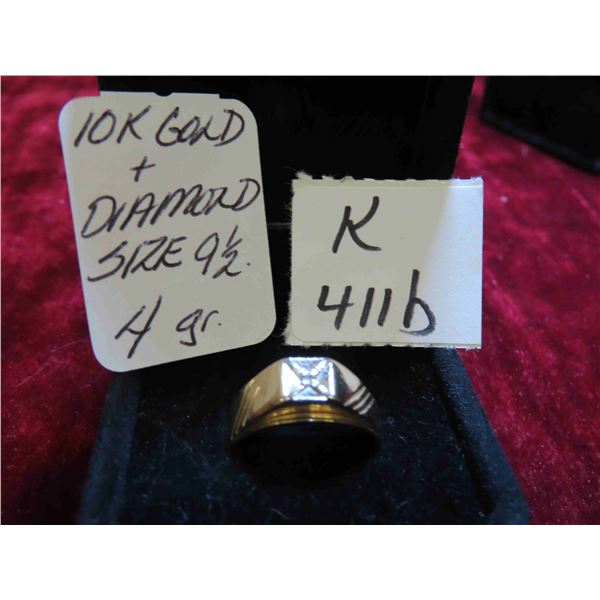 10K GOLD
+
DIAMOND
SIZE 9½.
4 gr.
K
411b